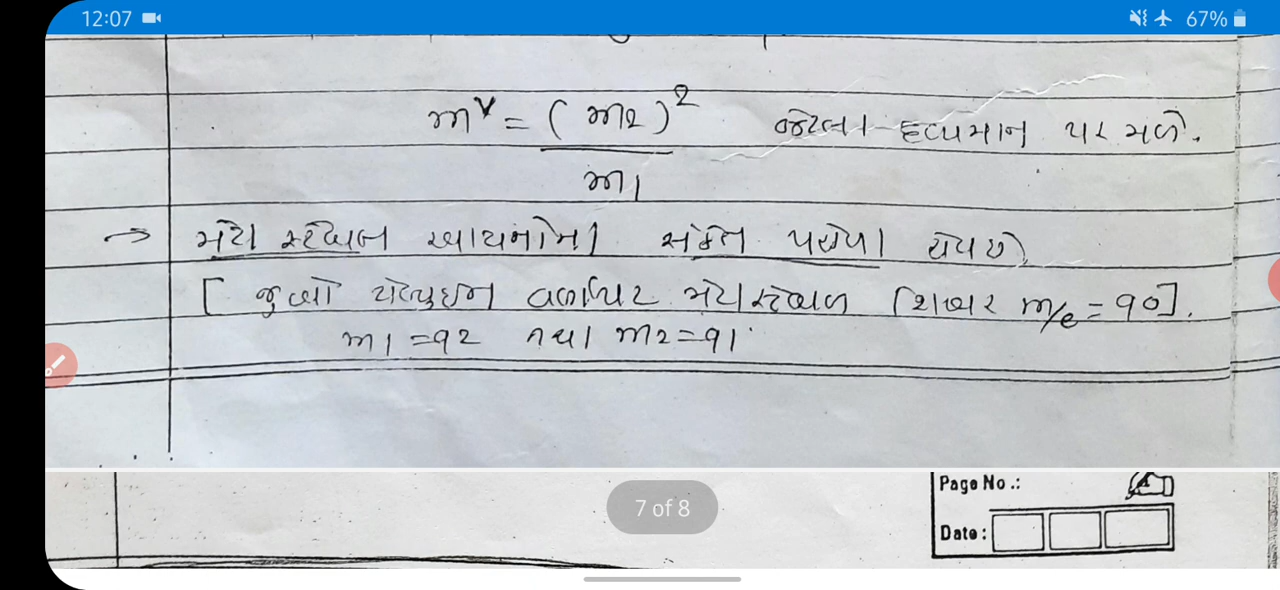 12:07 67%
m* = (m2)² જેટલા દળમાન પર મળે.
m1
→ મેટા સ્ટેબલ આયનોના સંકેત પહોળા હોય છે.
[ જુઓ ટોલ્યુઇન વર્ણપટ મેટાસ્ટેબલ [શિખર m/e = 90].
m1 = 92 તથા m2 = 91
7 of 8
Page No.:
Date: